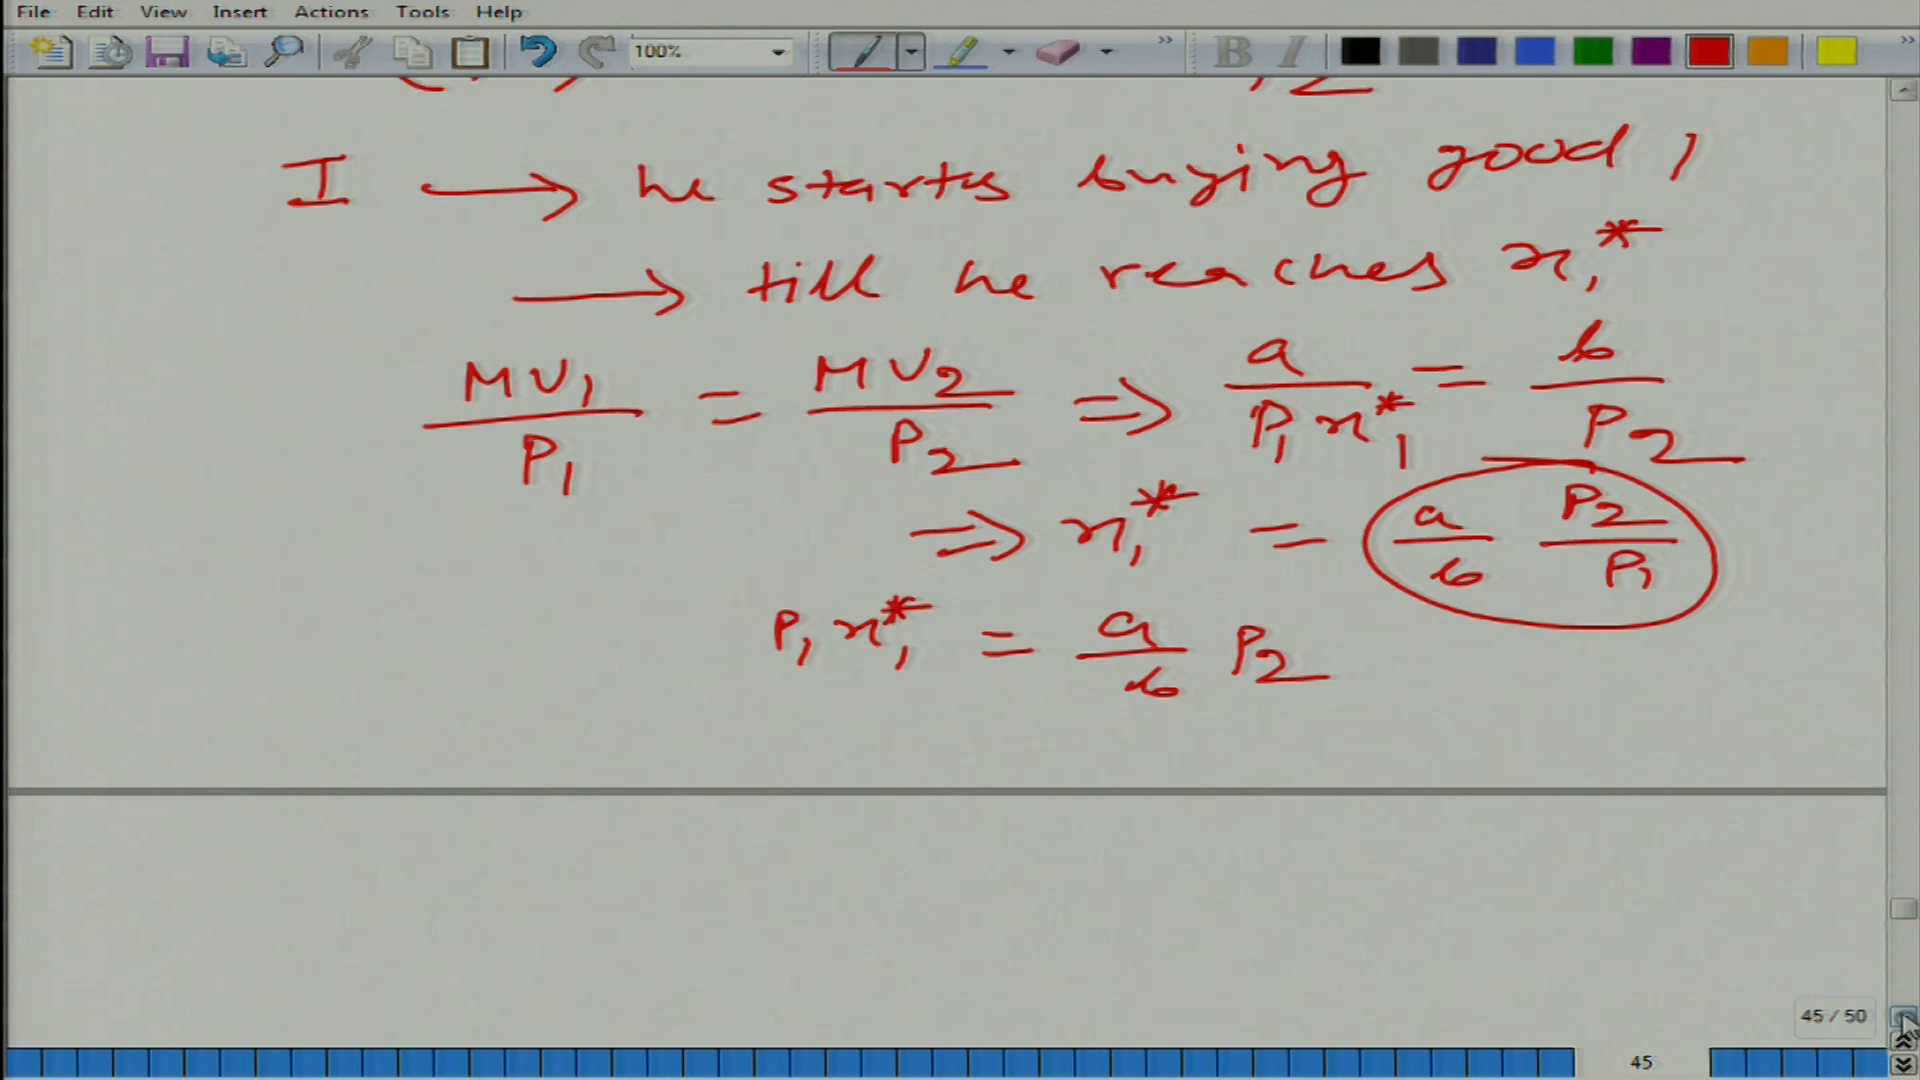 File Edit View Insert Actions Tools Help
100%
B I
I → he starts buying good 1
→ till he reaches x₁*
MU₁/P₁ = MU₂/P₂ ⇒ a/P₁x₁* = b/P₂
⇒ x₁* = a/b P₂/P₁
P₁x₁* = a/b P₂
45 / 50
45